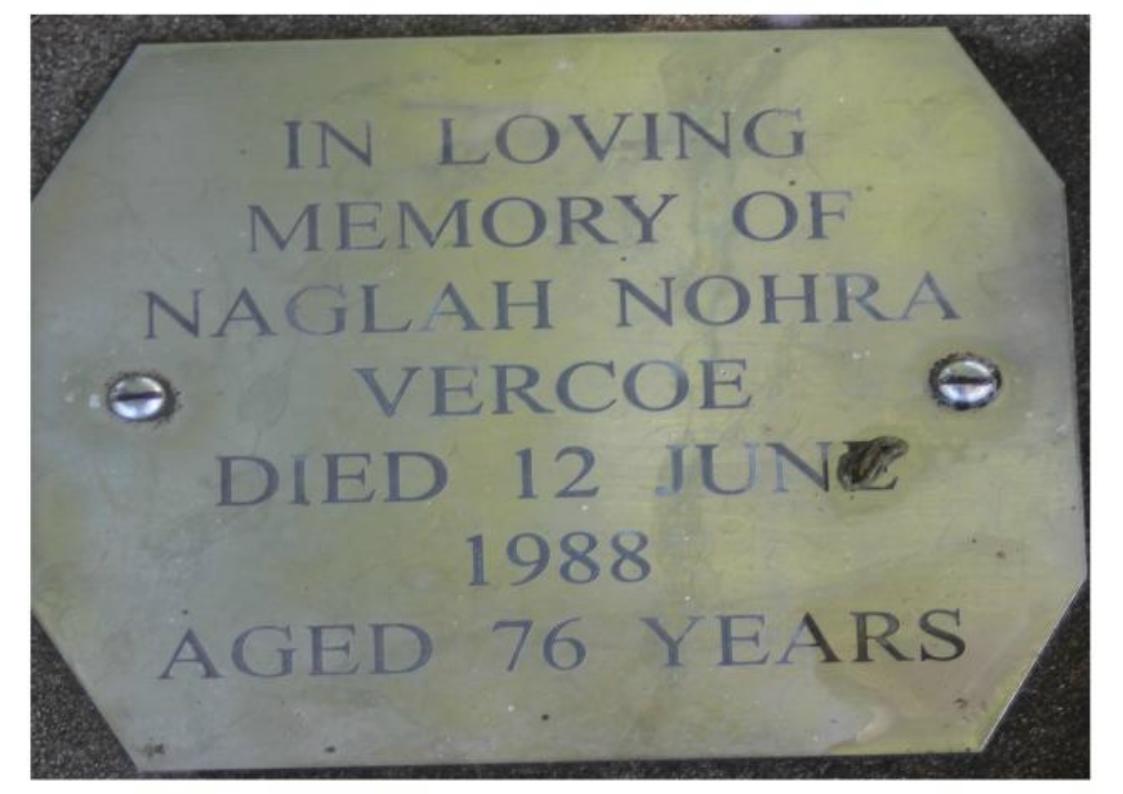 IN LOVING
MEMORY OF
NAGLAH NOHRA
VERCOE
DIED 12 JUNE
1988
AGED 76 YEARS